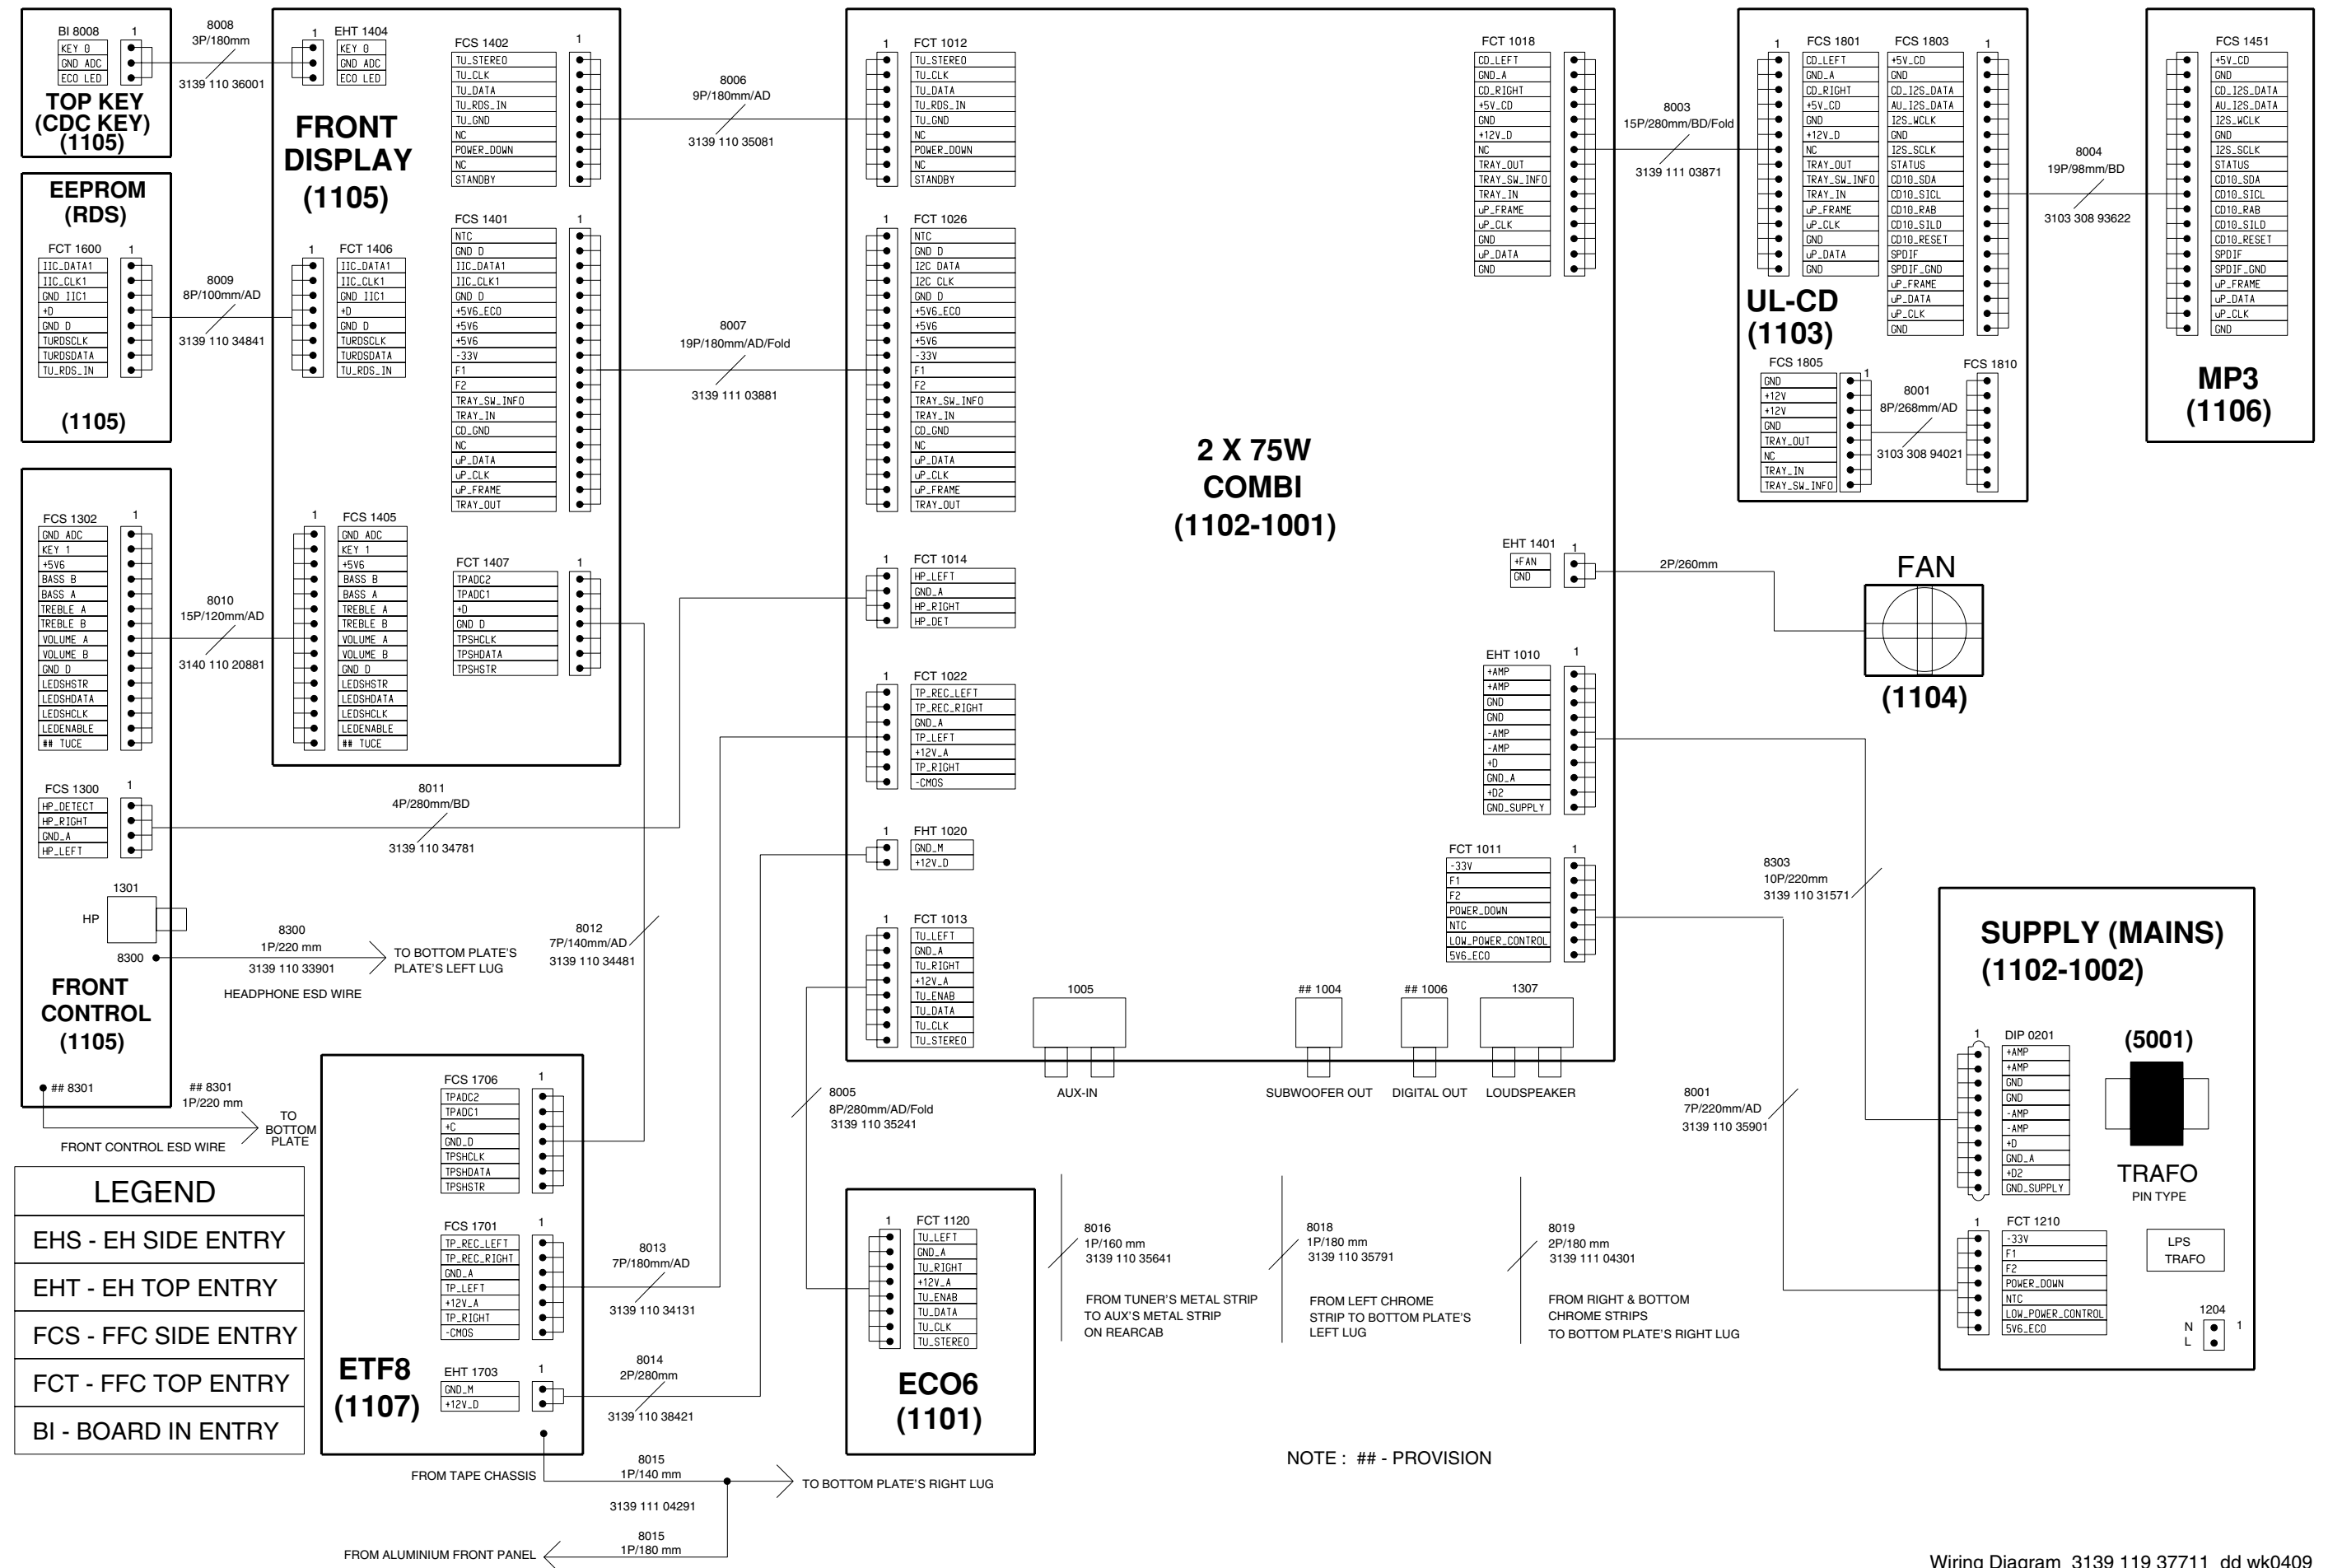 BI 8008
1
KEY 0
GND ADC
ECO LED
TOP KEY
(CDC KEY)
(1105)
8008
3P/180mm
3139 110 36001
EEPROM
(RDS)
FCT 1600
1
IIC_DATA1
IIC_CLK1
GND IIC1
+D
GND D
TURDSCLK
TURDSDATA
TU_RDS_IN
(1105)
8009
8P/100mm/AD
3139 110 34841
FCS 1302
1
GND ADC
KEY 1
+5V6
BASS B
BASS A
TREBLE A
TREBLE B
VOLUME A
VOLUME B
GND D
LEDSHSTR
LEDSHDATA
LEDSHCLK
LEDENABLE
## TUCE
8010
15P/120mm/AD
3140 110 20881
FCS 1300
1
HP_DETECT
HP_RIGHT
GND_A
HP_LEFT
1301
HP
8300
FRONT
CONTROL
(1105)
## 8301
8300
1P/220 mm
3139 110 33901
HEADPHONE ESD WIRE
TO BOTTOM PLATE'S
PLATE'S LEFT LUG
## 8301
1P/220 mm
TO
BOTTOM
PLATE
FRONT CONTROL ESD WIRE
1
EHT 1404
KEY 0
GND ADC
ECO LED
FRONT
DISPLAY
(1105)
1
FCT 1406
IIC_DATA1
IIC_CLK1
GND IIC1
+D
GND D
TURDSCLK
TURDSDATA
TU_RDS_IN
1
FCS 1405
GND ADC
KEY 1
+5V6
BASS B
BASS A
TREBLE A
TREBLE B
VOLUME A
VOLUME B
GND D
LEDSHSTR
LEDSHDATA
LEDSHCLK
LEDENABLE
## TUCE
FCS 1402
1
TU_STEREO
TU_CLK
TU_DATA
TU_RDS_IN
TU_GND
NC
POWER_DOWN
NC
STANDBY
FCS 1401
1
NTC
GND D
IIC_DATA1
IIC_CLK1
GND D
+5V6_ECO
+5V6
+5V6
-33V
F1
F2
TRAY_SW_INFO
TRAY_IN
CD_GND
NC
uP_DATA
uP_CLK
uP_FRAME
TRAY_OUT
FCT 1407
1
TPADC2
TPADC1
+D
GND D
TPSHCLK
TPSHDATA
TPSHSTR
8006
9P/180mm/AD
3139 110 35081
8007
19P/180mm/AD/Fold
3139 111 03881
8011
4P/280mm/BD
3139 110 34781
8012
7P/140mm/AD
3139 110 34481
1
FCT 1012
TU_STEREO
TU_CLK
TU_DATA
TU_RDS_IN
TU_GND
NC
POWER_DOWN
NC
STANDBY
1
FCT 1026
NTC
GND D
I2C DATA
I2C CLK
GND D
+5V6_ECO
+5V6
+5V6
-33V
F1
F2
TRAY_SW_INFO
TRAY_IN
CD_GND
NC
uP_DATA
uP_CLK
uP_FRAME
TRAY_OUT
1
FCT 1014
HP_LEFT
GND_A
HP_RIGHT
HP_DET
1
FCT 1022
TP_REC_LEFT
TP_REC_RIGHT
GND_A
TP_LEFT
+12V_A
TP_RIGHT
-CMOS
1
FHT 1020
GND_M
+12V_D
1
FCT 1013
TU_LEFT
GND_A
TU_RIGHT
+12V_A
TU_ENAB
TU_DATA
TU_CLK
TU_STEREO
2 X 75W
COMBI
(1102-1001)
FCT 1018
1
CD_LEFT
GND_A
CD_RIGHT
+5V_CD
GND
+12V_D
NC
TRAY_OUT
TRAY_SW_INFO
TRAY_IN
uP_FRAME
uP_CLK
GND
uP_DATA
GND
8003
15P/280mm/BD/Fold
3139 111 03871
EHT 1401
1
+FAN
GND
2P/260mm
FAN
(1104)
EHT 1010
1
+AMP
+AMP
GND
GND
-AMP
-AMP
+D
GND_A
+D2
GND_SUPPLY
FCT 1011
1
-33V
F1
F2
POWER_DOWN
NTC
LOW_POWER_CONTROL
5V6_ECO
1005
AUX-IN
## 1004
SUBWOOFER OUT
## 1006
DIGITAL OUT
1307
LOUDSPEAKER
1
FCS 1801
CD_LEFT
GND_A
CD_RIGHT
+5V_CD
GND
+12V_D
NC
TRAY_OUT
TRAY_SW_INFO
TRAY_IN
uP_FRAME
uP_CLK
GND
uP_DATA
GND
FCS 1803
1
+5V_CD
GND
CD_I2S_DATA
AU_I2S_DATA
I2S_WCLK
GND
I2S_SCLK
STATUS
CD10_SDA
CD10_SICL
CD10_RAB
CD10_SILD
CD10_RESET
SPDIF
SPDIF_GND
uP_FRAME
uP_DATA
uP_CLK
GND
UL-CD
(1103)
FCS 1805
1
GND
+12V
+12V
GND
TRAY_OUT
NC
TRAY_IN
TRAY_SW_INFO
8001
8P/268mm/AD
3103 308 94021
FCS 1810
8004
19P/98mm/BD
3103 308 93622
FCS 1451
+5V_CD
GND
CD_I2S_DATA
AU_I2S_DATA
I2S_WCLK
GND
I2S_SCLK
STATUS
CD10_SDA
CD10_SICL
CD10_RAB
CD10_SILD
CD10_RESET
SPDIF
SPDIF_GND
uP_FRAME
uP_DATA
uP_CLK
GND
MP3
(1106)
8303
10P/220mm
3139 110 31571
8001
7P/220mm/AD
3139 110 35901
SUPPLY (MAINS)
(1102-1002)
1
DIP 0201
+AMP
+AMP
GND
GND
-AMP
-AMP
+D
GND_A
+D2
GND_SUPPLY
(5001)
TRAFO
PIN TYPE
1
FCT 1210
-33V
F1
F2
POWER_DOWN
NTC
LOW_POWER_CONTROL
5V6_ECO
LPS
TRAFO
1204
N
1
L
LEGEND
EHS - EH SIDE ENTRY
EHT - EH TOP ENTRY
FCS - FFC SIDE ENTRY
FCT - FFC TOP ENTRY
BI - BOARD IN ENTRY
FCS 1706
1
TPADC2
TPADC1
+C
GND_D
TPSHCLK
TPSHDATA
TPSHSTR
FCS 1701
1
TP_REC_LEFT
TP_REC_RIGHT
GND_A
TP_LEFT
+12V_A
TP_RIGHT
-CMOS
EHT 1703
1
GND_M
+12V_D
ETF8
(1107)
8013
7P/180mm/AD
3139 110 34131
8014
2P/280mm
3139 110 38421
FROM TAPE CHASSIS
8015
1P/140 mm
3139 111 04291
TO BOTTOM PLATE'S RIGHT LUG
8015
1P/180 mm
FROM ALUMINIUM FRONT PANEL
8005
8P/280mm/AD/Fold
3139 110 35241
1
FCT 1120
TU_LEFT
GND_A
TU_RIGHT
+12V_A
TU_ENAB
TU_DATA
TU_CLK
TU_STEREO
ECO6
(1101)
8016
1P/160 mm
3139 110 35641
FROM TUNER'S METAL STRIP
TO AUX'S METAL STRIP
ON REARCAB
8018
1P/180 mm
3139 110 35791
FROM LEFT CHROME
STRIP TO BOTTOM PLATE'S
LEFT LUG
8019
2P/180 mm
3139 111 04301
FROM RIGHT & BOTTOM
CHROME STRIPS
TO BOTTOM PLATE'S RIGHT LUG
NOTE : ## - PROVISION
Wiring Diagram 3139 119 37711 dd wk0409